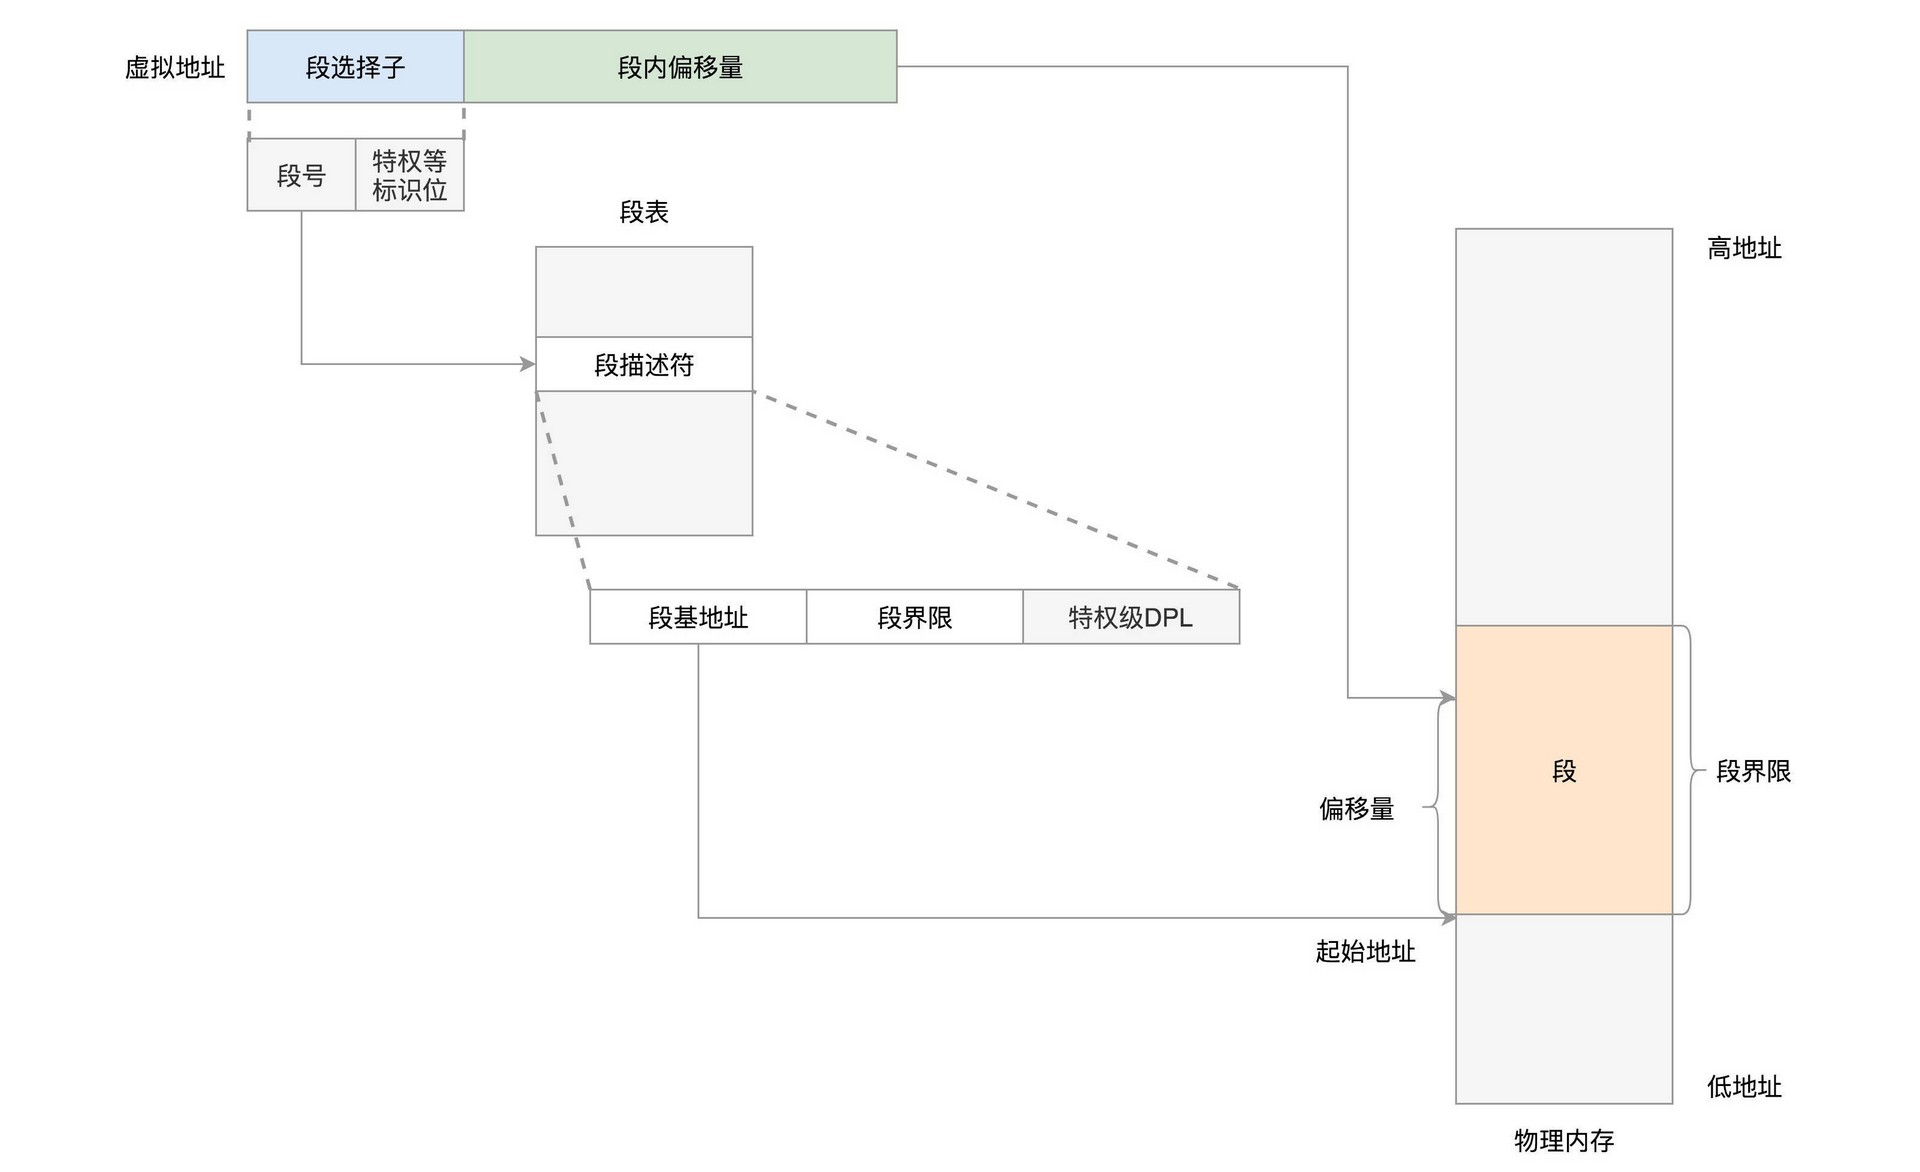 虚拟地址
段选择子
段内偏移量
段号
特权等
标识位
段表
高地址
段描述符
段基地址
段界限
特权级DPL
段
段界限
偏移量
起始地址
低地址
物理内存